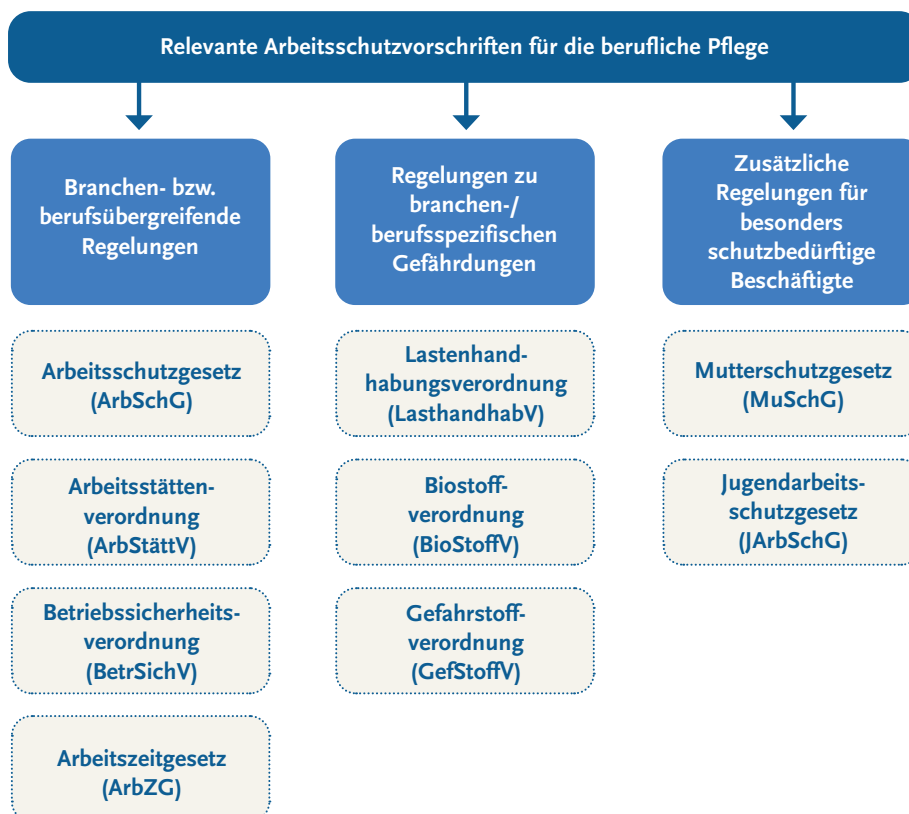 Relevante Arbeitsschutzvorschriften für die berufliche Pflege
Branchen- bzw.
berufsübergreifende
Regelungen
Arbeitsschutzgesetz
(ArbSchG)
Arbeitsstätten-
verordnung
(ArbStättV)
Betriebssicherheits-
verordnung
(BetrSichV)
Arbeitszeitgesetz
(ArbZG)
Regelungen zu
branchen-/
berufsspezifischen
Gefährdungen
Lastenhand-
habungsverordnung
(LasthandhabV)
Biostoff-
verordnung
(BioStoffV)
Gefahrstoff-
verordnung
(GefStoffV)
Zusätzliche
Regelungen für
besonders
schutzbedürftige
Beschäftigte
Mutterschutzgesetz
(MuSchG)
Jugendarbeits-
schutzgesetz
(JArbSchG)